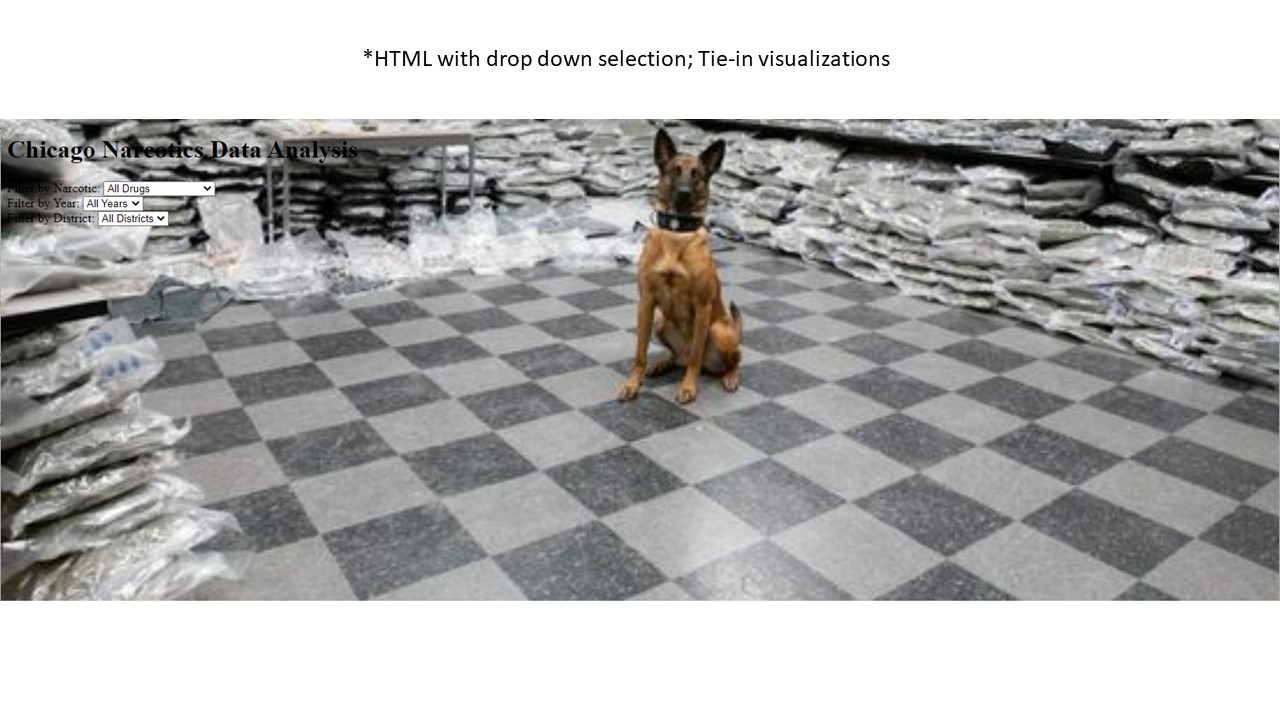 *HTML with drop down selection; Tie-in visualizations
Chicago Narcotics Data Analysis
Filter by Narcotic: All Drugs
Filter by Year: All Years
Filter by District: All Districts